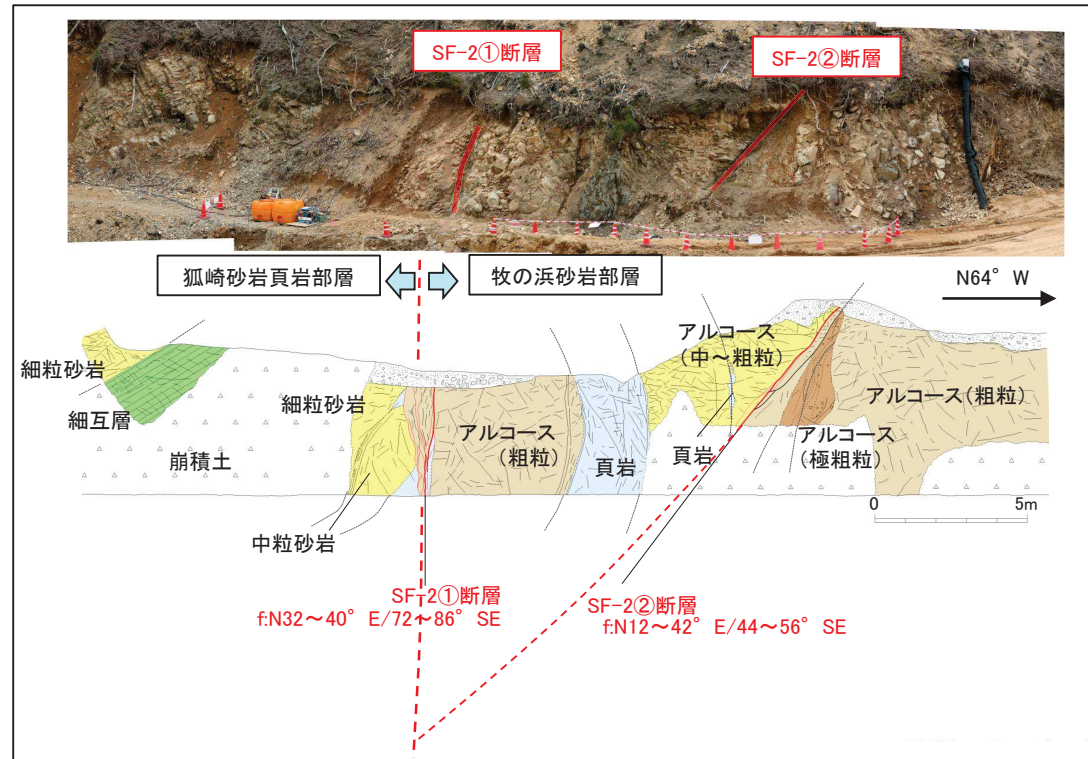 SF-2①断層
SF-2②断層
狐崎砂岩頁岩部層
牧の浜砂岩部層
N64° W
細粒砂岩
細互層
崩積土
細粒砂岩
中粒砂岩
アルコース
(粗粒)
頁岩
アルコース
(中～粗粒)
頁岩
アルコース
(極粗粒)
アルコース(粗粒)
0
5m
SF-2①断層
f:N32～40° E/72～86° SE
SF-2②断層
f:N12～42° E/44～56° SE